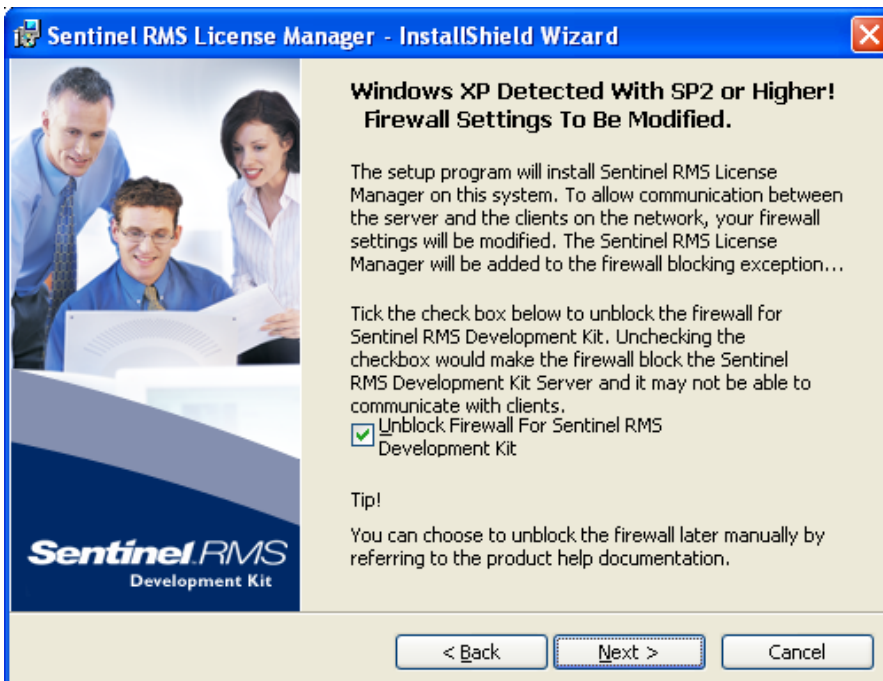 Sentinel RMS License Manager - InstallShield Wizard
Windows XP Detected With SP2 or Higher!
Firewall Settings To Be Modified.
The setup program will install Sentinel RMS License
Manager on this system. To allow communication between
the server and the clients on the network, your firewall
settings will be modified. The Sentinel RMS License
Manager will be added to the firewall blocking exception...
Tick the check box below to unblock the firewall for
Sentinel RMS Development Kit. Unchecking the
checkbox would make the firewall block the Sentinel
RMS Development Kit Server and it may not be able to
communicate with clients.
Unblock Firewall For Sentinel RMS
Development Kit
Tip!
You can choose to unblock the firewall later manually by
referring to the product help documentation.
Sentinel RMS
Development Kit
< Back
Next >
Cancel